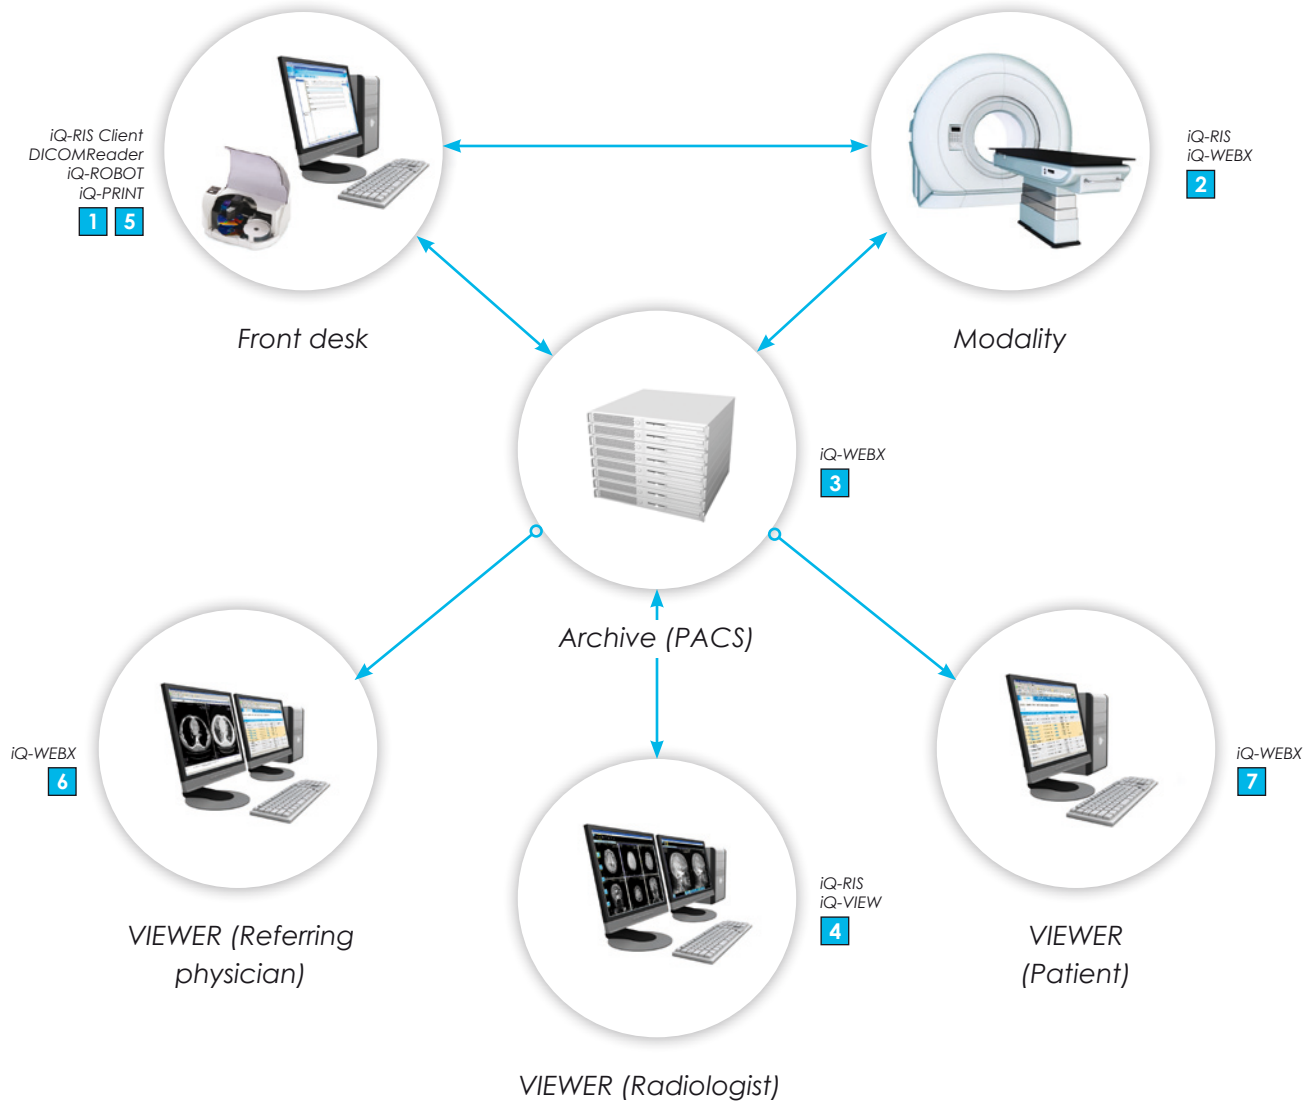 iQ-RIS Client
DICOMReader
iQ-ROBOT
iQ-PRINT
1 5
Front desk
iQ-RIS
iQ-WEBX
2
Modality
iQ-WEBX
3
Archive (PACS)
iQ-WEBX
6
VIEWER (Referring
physician)
iQ-RIS
iQ-VIEW
4
VIEWER (Radiologist)
iQ-WEBX
7
VIEWER
(Patient)